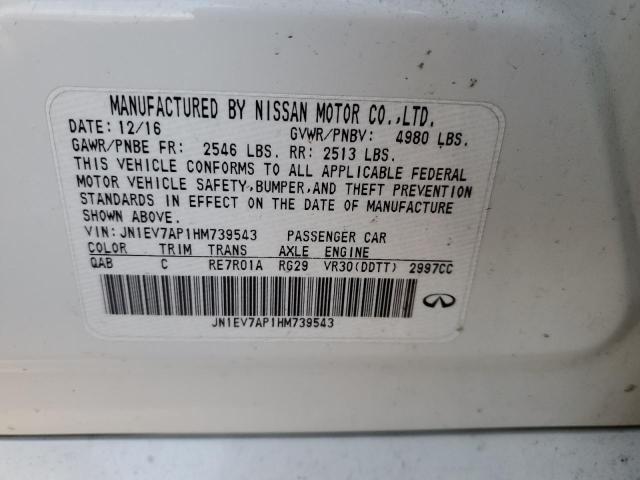 MANUFACTURED BY NISSAN MOTOR CO.,LTD.
DATE: 12/16 GVWR/PNBV: 4980 LBS.
GAWR/PNBE FR: 2546 LBS. RR: 2513 LBS.
THIS VEHICLE CONFORMS TO ALL APPLICABLE FEDERAL
MOTOR VEHICLE SAFETY,BUMPER,AND THEFT PREVENTION
STANDARDS IN EFFECT ON THE DATE OF MANUFACTURE
SHOWN ABOVE.
VIN: JN1EV7AP1HM739543 PASSENGER CAR
COLOR TRIM TRANS AXLE ENGINE
QAB C RE7R01A RG29 VR30(DDTT) 2997CC
JN1EV7AP1HM739543